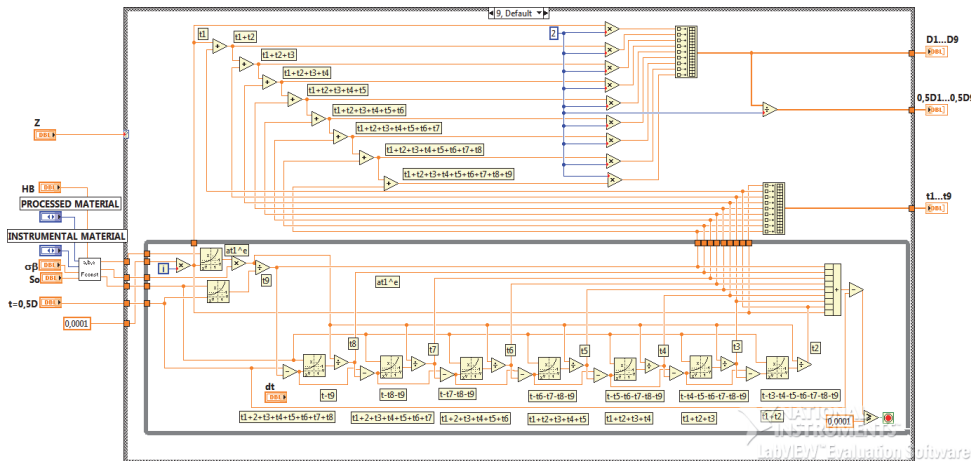 9, Default
D1...D9
t1
t1+t2
2
t1+t2+t3
t1+t2+t3+t4
t1+t2+t3+t4+t5
0,5D1...0,5D9
t1+t2+t3+t4+t5+t6
Z
DBL
t1+t2+t3+t4+t5+t6+t7
t1+t2+t3+t4+t5+t6+t7+t8
t1+t2+t3+t4+t5+t6+t7+t8+t9
HB
DBL
PROCESSED MATERIAL
t1...t9
INSTRUMENTAL MATERIAL
at1^e
a,b,c
Fconst
i
σβ
DBL
So
DBL
t9
at1^e
t=0,5D
DBL
0,0001
t8
t7
t6
t5
t4
t3
t2
dt
DBL
t-t9
t-t8-t9
t-t7-t8-t9
t-t6-t7-t8-t9
t-t5-t6-t7-t8-t9
t-t4-t5-t6-t7-t8-t9
t-t3-t4-t5-t6-t7-t8-t9
t1+2+t3+t4+t5+t6+t7+t8
t1+2+t3+t4+t5+t6+t7
t1+2+t3+t4+t5+t6
t1+t2+t3+t4+t5
t1+t2+t3+t4
t1+t2+t3
t1+t2
0,0001
NATIONAL
INSTRUMENTS
LabVIEW Evaluation Software